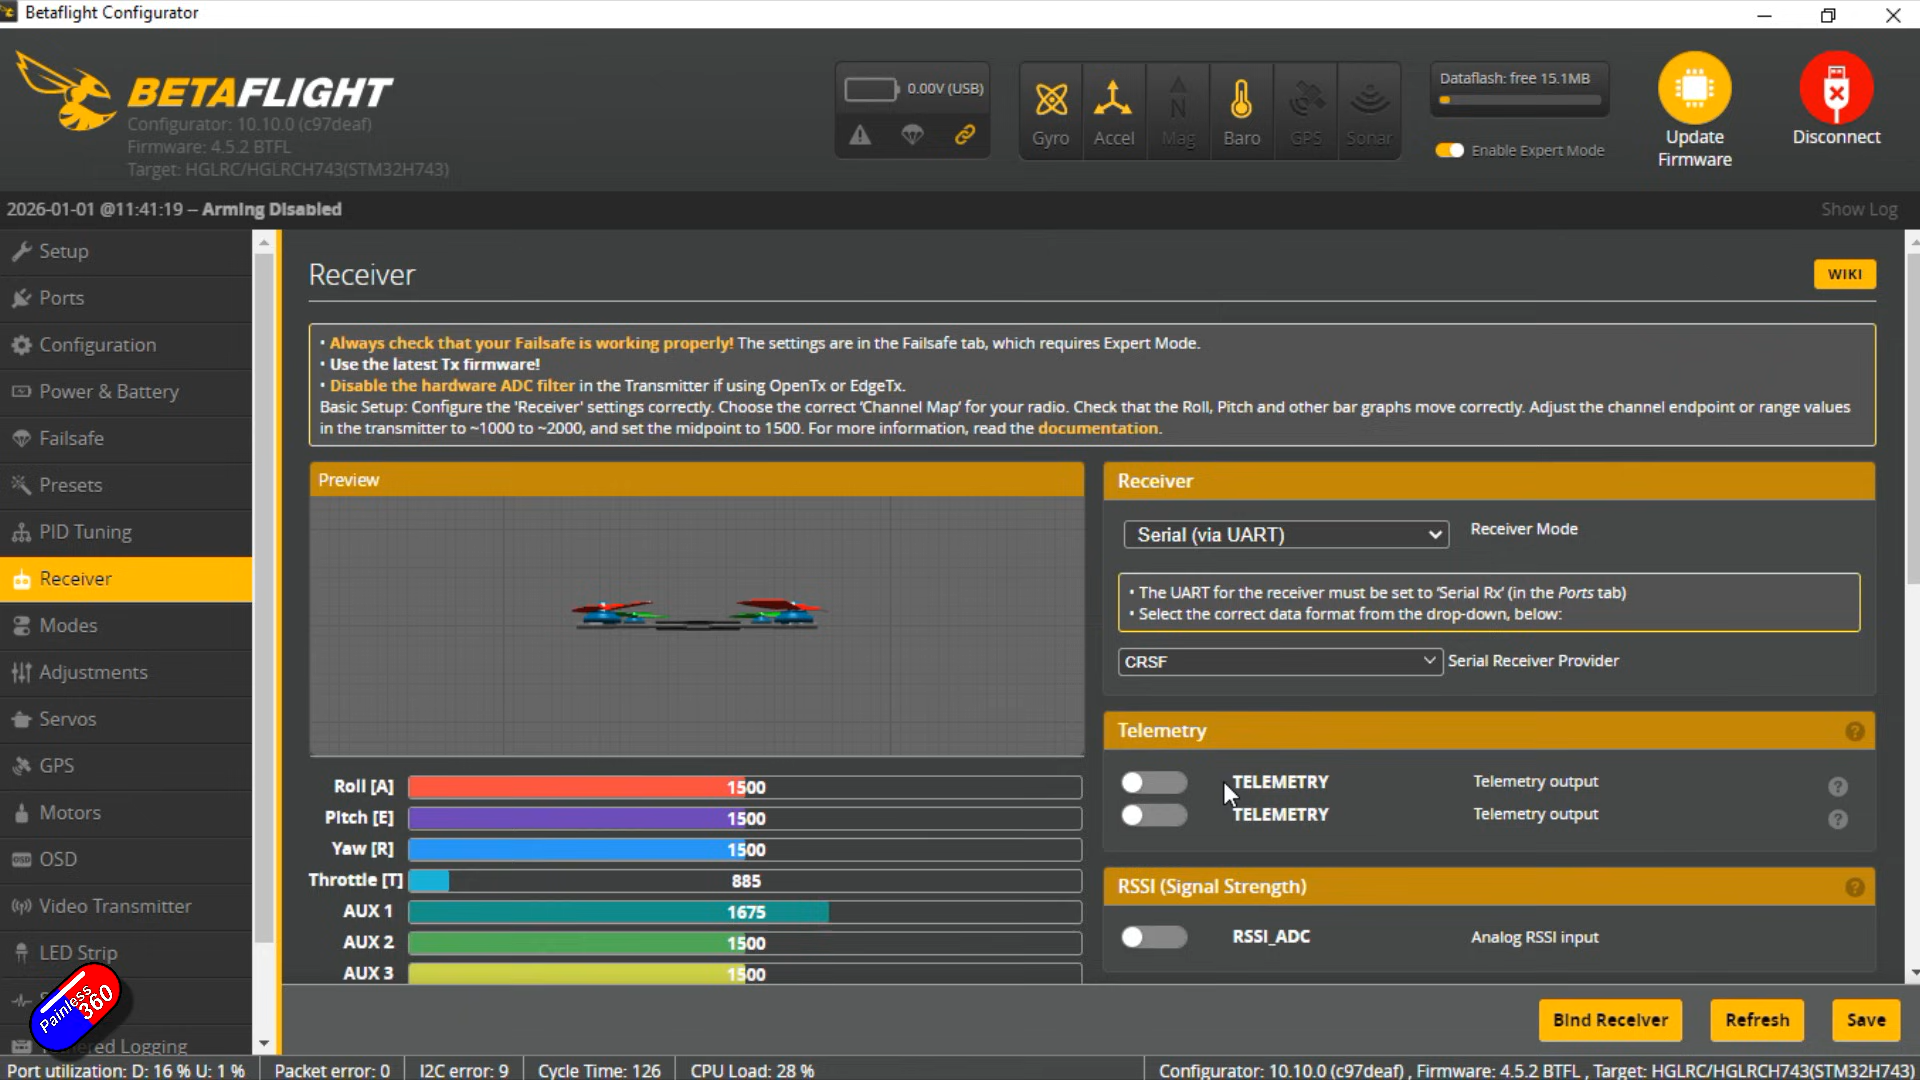 Betaflight Configurator
BETAFLIGHT
Configurator: 10.10.0 (c97deaf)
Firmware: 4.5.2 BTFL
Target: HGLRC/HGLRCH743(STM32H743)
0.00V (USB)
Gyro
Accel
N
Mag
Baro
GPS
Sonar
Dataflash: free 15.1MB
Enable Expert Mode
Update
Firmware
Disconnect
2026-01-01 @11:41:19 – Arming Disabled
Show Log
Setup
Ports
Configuration
Power & Battery
Failsafe
Presets
PID Tuning
Receiver
Modes
Adjustments
Servos
GPS
Motors
OSD OSD
Video Transmitter
LED Strip
Logging
Painless
360
Receiver
WIKI
• Always check that your Failsafe is working properly! The settings are in the Failsafe tab, which requires Expert Mode.
• Use the latest Tx firmware!
• Disable the hardware ADC filter in the Transmitter if using OpenTx or EdgeTx.
Basic Setup: Configure the 'Receiver' settings correctly. Choose the correct 'Channel Map' for your radio. Check that the Roll, Pitch and other bar graphs move correctly. Adjust the channel endpoint or range values
in the transmitter to ~1000 to ~2000, and set the midpoint to 1500. For more information, read the documentation.
Preview
Roll [A] 1500
Pitch [E] 1500
Yaw [R] 1500
Throttle [T] 885
AUX 1 1675
AUX 2 1500
AUX 3 1500
Receiver
Serial (via UART) Receiver Mode
• The UART for the receiver must be set to 'Serial Rx' (in the Ports tab)
• Select the correct data format from the drop-down, below:
CRSF Serial Receiver Provider
Telemetry ?
TELEMETRY Telemetry output ?
TELEMETRY Telemetry output ?
RSSI (Signal Strength) ?
RSSI_ADC Analog RSSI input
Bind Receiver
Refresh
Save
Port utilization: D: 16 % U: 1 % Packet error: 0 I2C error: 9 Cycle Time: 126 CPU Load: 28 % Configurator: 10.10.0 (c97deaf) , Firmware: 4.5.2 BTFL , Target: HGLRC/HGLRCH743(STM32H743)